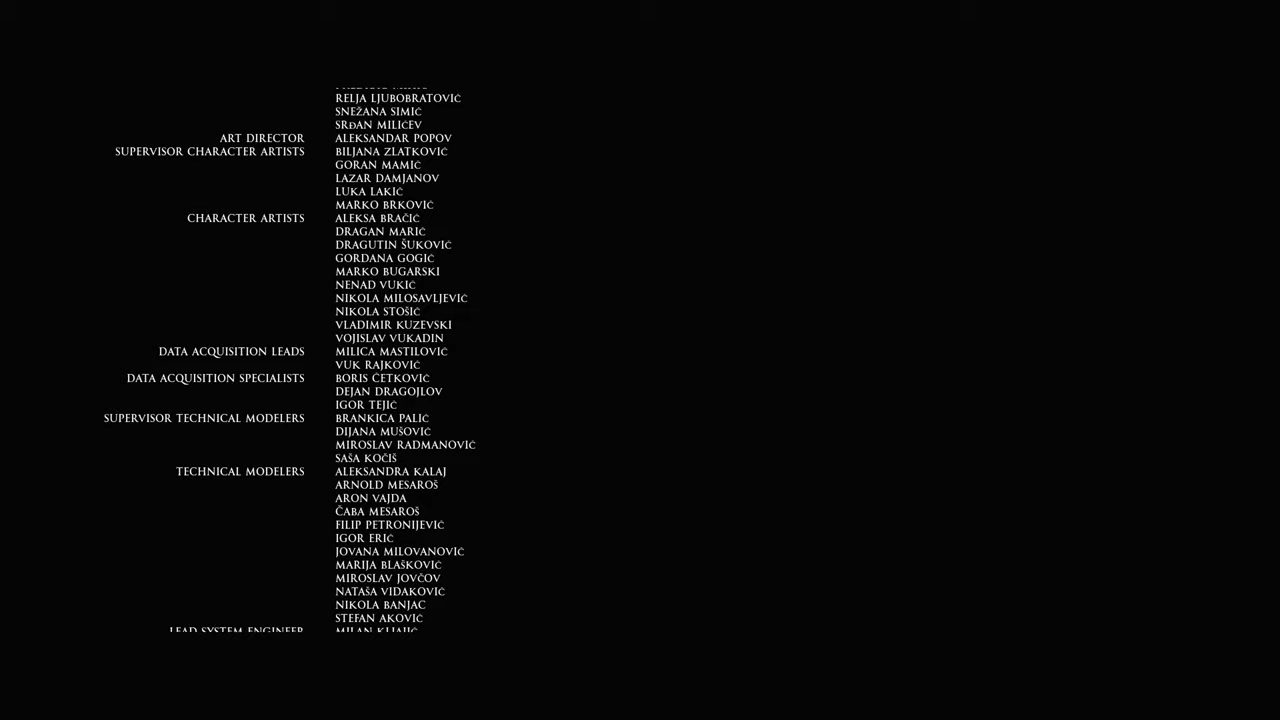 RELJA LJUBOBRATOVIĆ
SNEŽANA SIMIĆ
SRĐAN MILIĆEV
ART DIRECTOR ALEKSANDAR POPOV
SUPERVISOR CHARACTER ARTISTS BILJANA ZLATKOVIĆ
GORAN MAMIĆ
LAZAR DAMJANOV
LUKA LAKIĆ
MARKO BRKOVIĆ
CHARACTER ARTISTS ALEKSA BRAČIĆ
DRAGAN MARIĆ
DRAGUTIN ŠUKOVIĆ
GORDANA GOGIĆ
MARKO BUGARSKI
NENAD VUKIĆ
NIKOLA MILOSAVLJEVIĆ
NIKOLA STOŠIĆ
VLADIMIR KUZEVSKI
VOJISLAV VUKADIN
DATA ACQUISITION LEADS MILICA MASTILOVIĆ
VUK RAJKOVIĆ
DATA ACQUISITION SPECIALISTS BORIS ĆETKOVIĆ
DEJAN DRAGOJLOV
IGOR TEJIĆ
SUPERVISOR TECHNICAL MODELERS BRANKICA PALIĆ
DIJANA MUŠOVIĆ
MIROSLAV RADMANOVIĆ
SAŠA KOČIŠ
TECHNICAL MODELERS ALEKSANDRA KALAJ
ARNOLD MESAROŠ
ARON VAJDA
ČABA MESAROŠ
FILIP PETRONIJEVIĆ
IGOR ERIĆ
JOVANA MILOVANOVIĆ
MARIJA BLAŠKOVIĆ
MIROSLAV JOVČOV
NATAŠA VIDAKOVIĆ
NIKOLA BANJAC
STEFAN AKOVIĆ
LEAD SYSTEM ENGINEER MILAN